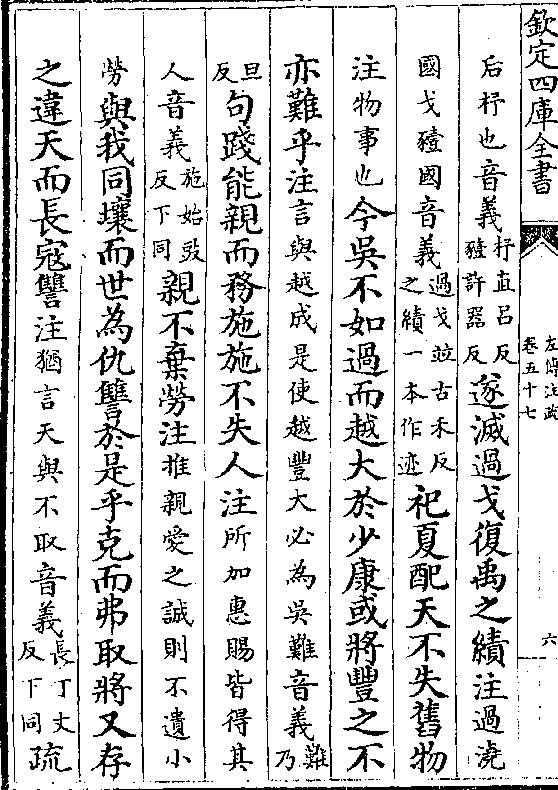 欽定四庫全書
左傳注疏
卷五十七
六
后杼也音義杼直呂反豷許器反遂滅過戈復禹之績注過澆
國戈豷國音義過戈竝古禾反之績一本作迹祀夏配天不失舊物
注物事也今吳不如過而越大於少康或將豐之不
亦難乎注言與越成是使越豐大必為吳難音義難乃
旦反句踐能親而務施施不失人注所加惠賜皆得其
人音義施始豉反下同親不棄勞注推親愛之誠則不遺小
勞與我同壤而世為仇讐於是乎克而弗取將又存
之違天而長寇讐注猶言天與不取音義長丁丈反下同疏